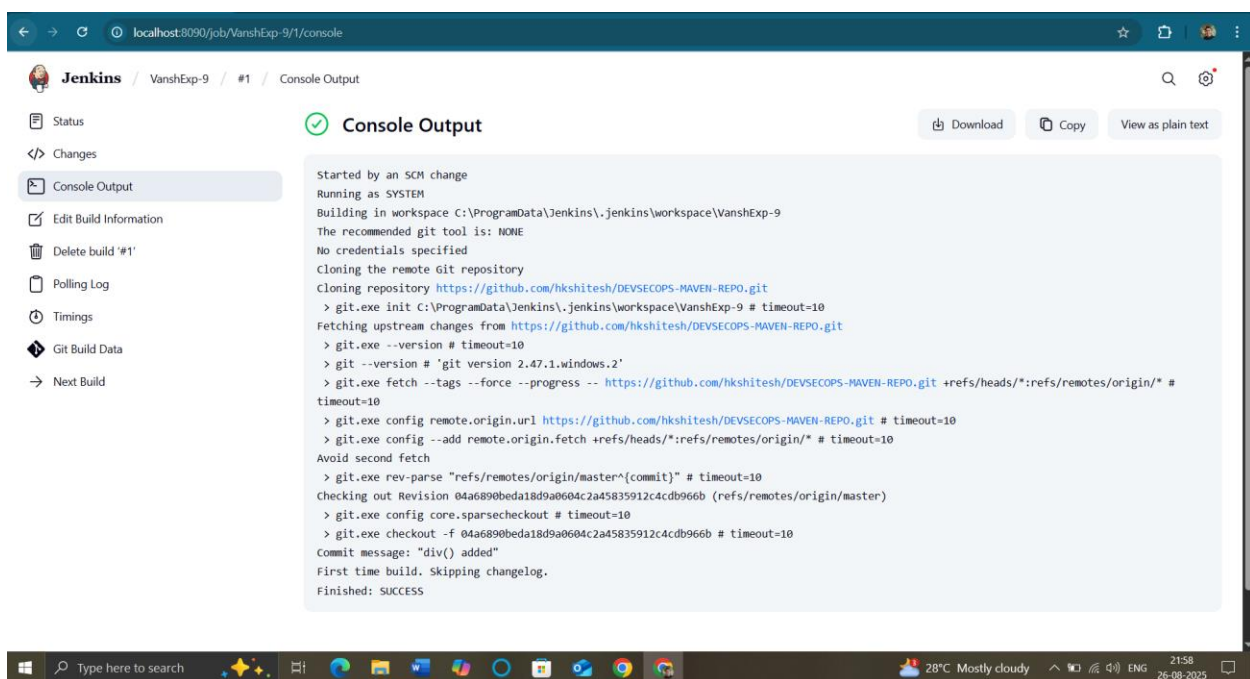 localhost:8090/job/VanshExp-9/1/console
Jenkins / VanshExp-9 / #1 / Console Output
Status
Changes
Console Output
Edit Build Information
Delete build '#1'
Polling Log
Timings
Git Build Data
Next Build
Console Output
Download
Copy
View as plain text
Started by an SCM change
Running as SYSTEM
Building in workspace C:\ProgramData\Jenkins\.jenkins\workspace\VanshExp-9
The recommended git tool is: NONE
No credentials specified
Cloning the remote Git repository
Cloning repository https://github.com/hkshitesh/DEVSECOPS-MAVEN-REPO.git
> git.exe init C:\ProgramData\Jenkins\.jenkins\workspace\VanshExp-9 # timeout=10
Fetching upstream changes from https://github.com/hkshitesh/DEVSECOPS-MAVEN-REPO.git
> git.exe --version # timeout=10
> git --version # 'git version 2.47.1.windows.2'
> git.exe fetch --tags --force --progress -- https://github.com/hkshitesh/DEVSECOPS-MAVEN-REPO.git +refs/heads/*:refs/remotes/origin/* #
timeout=10
> git.exe config remote.origin.url https://github.com/hkshitesh/DEVSECOPS-MAVEN-REPO.git # timeout=10
> git.exe config --add remote.origin.fetch +refs/heads/*:refs/remotes/origin/* # timeout=10
Avoid second fetch
> git.exe rev-parse "refs/remotes/origin/master^{commit}" # timeout=10
Checking out Revision 04a6890beda18d9a0604c2a45835912c4cdb966b (refs/remotes/origin/master)
> git.exe config core.sparsecheckout # timeout=10
> git.exe checkout -f 04a6890beda18d9a0604c2a45835912c4cdb966b # timeout=10
Commit message: "div() added"
First time build. Skipping changelog.
Finished: SUCCESS
Type here to search
28°C Mostly cloudy
ENG
21:58
26-08-2025